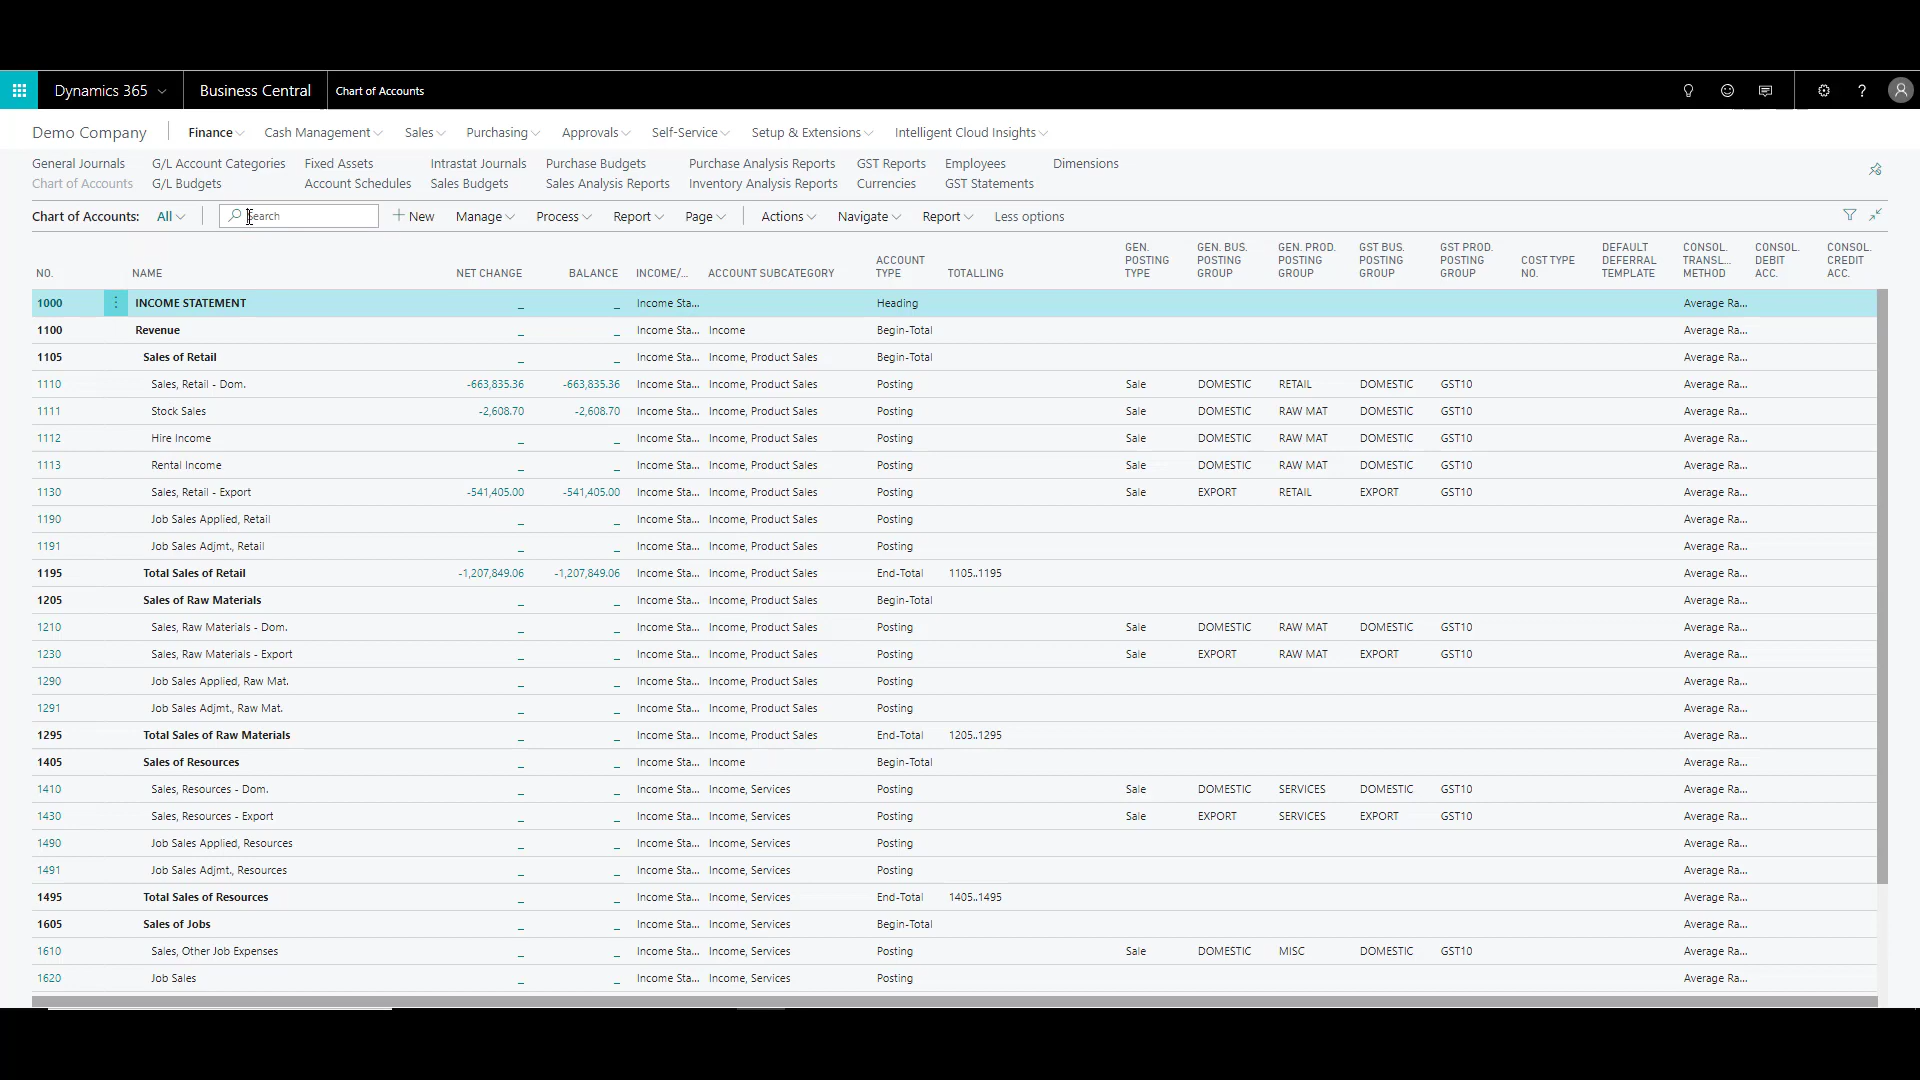 Dynamics 365 Business Central Chart of Accounts
Demo Company Finance Cash Management Sales Purchasing Approvals Self-Service Setup & Extensions Intelligent Cloud Insights
General Journals G/L Account Categories Fixed Assets Intrastat Journals Purchase Budgets Purchase Analysis Reports GST Reports Employees Dimensions
Chart of Accounts G/L Budgets Account Schedules Sales Budgets Sales Analysis Reports Inventory Analysis Reports Currencies GST Statements
Chart of Accounts: All Search + New Manage Process Report Page Actions Navigate Report Less options
NO. NAME NET CHANGE BALANCE INCOME/... ACCOUNT SUBCATEGORY ACCOUNT TYPE TOTALLING GEN. POSTING TYPE GEN. BUS. POSTING GROUP GEN. PROD. POSTING GROUP GST BUS. POSTING GROUP GST PROD. POSTING GROUP COST TYPE NO. DEFAULT DEFERRAL TEMPLATE CONSOL. TRANSL... METHOD CONSOL. DEBIT ACC. CONSOL. CREDIT ACC.
1000 INCOME STATEMENT _ _ Income Sta... Heading Average Ra...
1100 Revenue _ _ Income Sta... Income Begin-Total Average Ra...
1105 Sales of Retail _ _ Income Sta... Income, Product Sales Begin-Total Average Ra...
1110 Sales, Retail - Dom. -663,835.36 -663,835.36 Income Sta... Income, Product Sales Posting Sale DOMESTIC RETAIL DOMESTIC GST10 Average Ra...
1111 Stock Sales -2,608.70 -2,608.70 Income Sta... Income, Product Sales Posting Sale DOMESTIC RAW MAT DOMESTIC GST10 Average Ra...
1112 Hire Income _ _ Income Sta... Income, Product Sales Posting Sale DOMESTIC RAW MAT DOMESTIC GST10 Average Ra...
1113 Rental Income _ _ Income Sta... Income, Product Sales Posting Sale DOMESTIC RAW MAT DOMESTIC GST10 Average Ra...
1130 Sales, Retail - Export -541,405.00 -541,405.00 Income Sta... Income, Product Sales Posting Sale EXPORT RETAIL EXPORT GST10 Average Ra...
1190 Job Sales Applied, Retail _ _ Income Sta... Income, Product Sales Posting Average Ra...
1191 Job Sales Adjmt., Retail _ _ Income Sta... Income, Product Sales Posting Average Ra...
1195 Total Sales of Retail -1,207,849.06 -1,207,849.06 Income Sta... Income, Product Sales End-Total 1105..1195 Average Ra...
1205 Sales of Raw Materials _ _ Income Sta... Income, Product Sales Begin-Total Average Ra...
1210 Sales, Raw Materials - Dom. _ _ Income Sta... Income, Product Sales Posting Sale DOMESTIC RAW MAT DOMESTIC GST10 Average Ra...
1230 Sales, Raw Materials - Export _ _ Income Sta... Income, Product Sales Posting Sale EXPORT RAW MAT EXPORT GST10 Average Ra...
1290 Job Sales Applied, Raw Mat. _ _ Income Sta... Income, Product Sales Posting Average Ra...
1291 Job Sales Adjmt., Raw Mat. _ _ Income Sta... Income, Product Sales Posting Average Ra...
1295 Total Sales of Raw Materials _ _ Income Sta... Income, Product Sales End-Total 1205..1295 Average Ra...
1405 Sales of Resources _ _ Income Sta... Income Begin-Total Average Ra...
1410 Sales, Resources - Dom. _ _ Income Sta... Income, Services Posting Sale DOMESTIC SERVICES DOMESTIC GST10 Average Ra...
1430 Sales, Resources - Export _ _ Income Sta... Income, Services Posting Sale EXPORT SERVICES EXPORT GST10 Average Ra...
1490 Job Sales Applied, Resources _ _ Income Sta... Income, Services Posting Average Ra...
1491 Job Sales Adjmt., Resources _ _ Income Sta... Income, Services Posting Average Ra...
1495 Total Sales of Resources _ _ Income Sta... Income, Services End-Total 1405..1495 Average Ra...
1605 Sales of Jobs _ _ Income Sta... Income, Services Begin-Total Average Ra...
1610 Sales, Other Job Expenses _ _ Income Sta... Income, Services Posting Sale DOMESTIC MISC DOMESTIC GST10 Average Ra...
1620 Job Sales _ _ Income Sta... Income, Services Posting Average Ra...